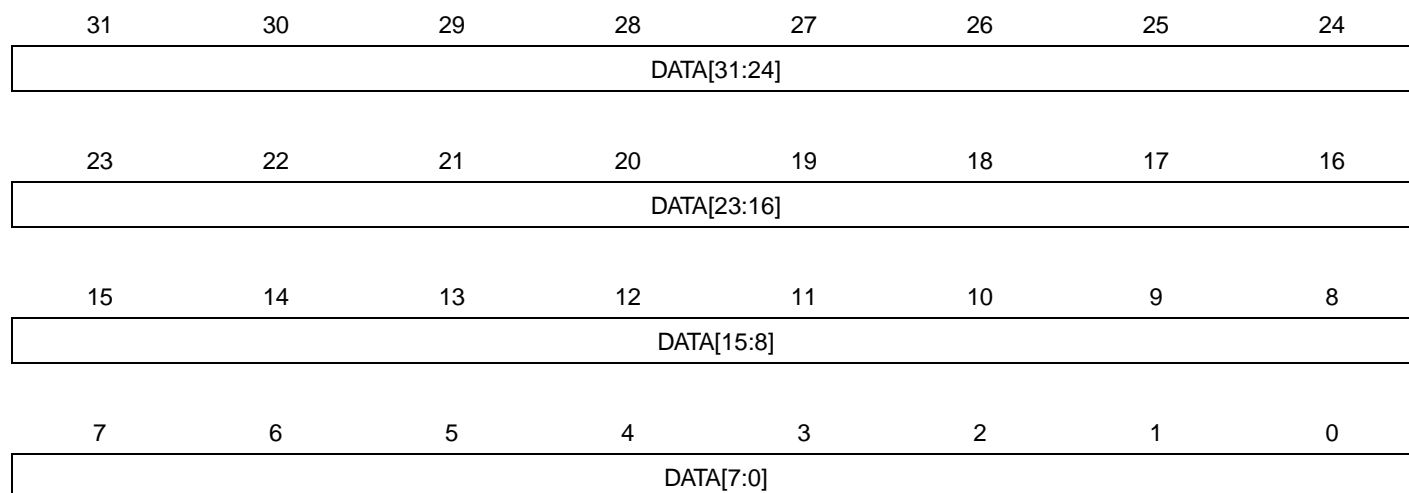 31 30 29 28 27 26 25 24
DATA[31:24]
23 22 21 20 19 18 17 16
DATA[23:16]
15 14 13 12 11 10 9 8
DATA[15:8]
7 6 5 4 3 2 1 0
DATA[7:0]